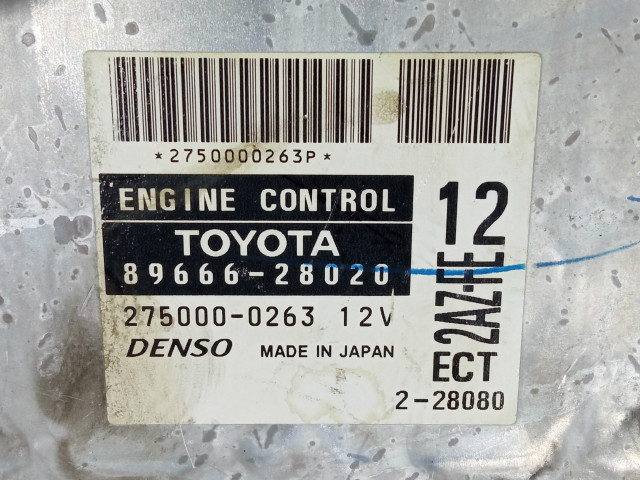 *2750000263P*
ENGINE CONTROL
TOYOTA
89666-28020
275000-0263 12V
DENSO MADE IN JAPAN
12
2AZ-FE
ECT
2-28080